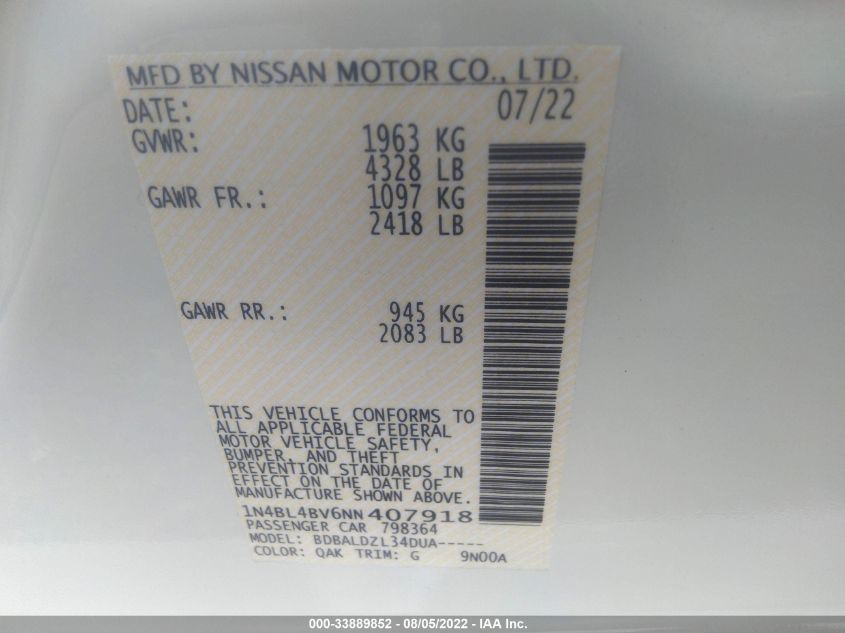 MFD BY NISSAN MOTOR CO., LTD.
DATE: 07/22
GVWR: 1963 KG
4328 LB
GAWR FR.: 1097 KG
2418 LB
GAWR RR.: 945 KG
2083 LB
THIS VEHICLE CONFORMS TO
ALL APPLICABLE FEDERAL
MOTOR VEHICLE SAFETY,
BUMPER, AND THEFT
PREVENTION STANDARDS IN
EFFECT ON THE DATE OF
MANUFACTURE SHOWN ABOVE.
1N4BL4BV6NN407918
PASSENGER CAR 798364
MODEL: BDBALDZL34DUA-----
COLOR: QAK TRIM: G 9N00A
000-33889852 - 08/05/2022 - IAA Inc.